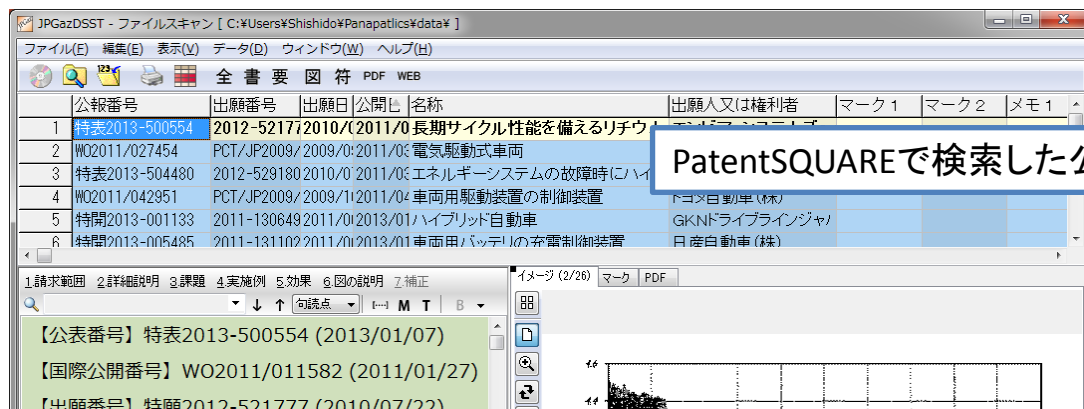 JPGazDSST - ファイルスキャン [ C:¥Users¥Shishido¥Panapatlics¥data¥ ]
ファイル(F) 編集(E) 表示(V) データ(D) ウィンドウ(W) ヘルプ(H)
全 書 要 図 符 PDF WEB
公報番号 出願番号 出願日 公開日 名称 出願人又は権利者 マーク1 マーク2 メモ1
1 特表2013-500554 2012-52177 2010/0 2011/0 長期サイクル性能を備えるリチウ
2 WO2011/027454 PCT/JP2009/ 2009/0 2011/03 電気駆動式車両
PatentSQUAREで検索した
3 特表2013-504480 2012-529180 2010/0 2011/03 エネルギーシステムの故障時にハイ
4 WO2011/042951 PCT/JP2009/ 2009/1 2011/04 車両用駆動装置の制御装置 トヨタ自動車(株)
5 特開2013-001133 2011-130649 2011/0 2013/01 ハイブリッド自動車 GKNドライブラインジャパ
6 特開2013-005485 2011-131102 2011/0 2013/01 車両用バッテリの充電制御装置 日産自動車(株)
1.請求範囲 2.詳細説明 3.課題 4.実施例 5.効果 6.図の説明 7.補正
イメージ (2/26) マーク PDF
句読点 M T B
【公表番号】特表2013-500554 (2013/01/07)
【国際公開番号】WO2011/011582 (2011/01/27)
【出願番号】特願2012-521777 (2010/07/22)
4.6
4.4